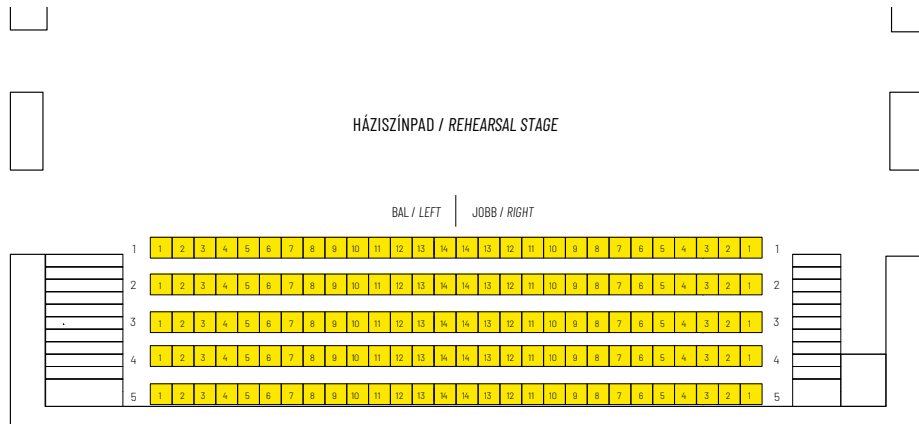 HÁZISZÍNPAD / REHEARSAL STAGE
BAL / LEFT JOBB / RIGHT
1 1 2 3 4 5 6 7 8 9 10 11 12 13 14 14 13 12 11 10 9 8 7 6 5 4 3 2 1 1
2 1 2 3 4 5 6 7 8 9 10 11 12 13 14 14 13 12 11 10 9 8 7 6 5 4 3 2 1 2
3 1 2 3 4 5 6 7 8 9 10 11 12 13 14 14 13 12 11 10 9 8 7 6 5 4 3 2 1 3
4 1 2 3 4 5 6 7 8 9 10 11 12 13 14 14 13 12 11 10 9 8 7 6 5 4 3 2 1 4
5 1 2 3 4 5 6 7 8 9 10 11 12 13 14 14 13 12 11 10 9 8 7 6 5 4 3 2 1 5